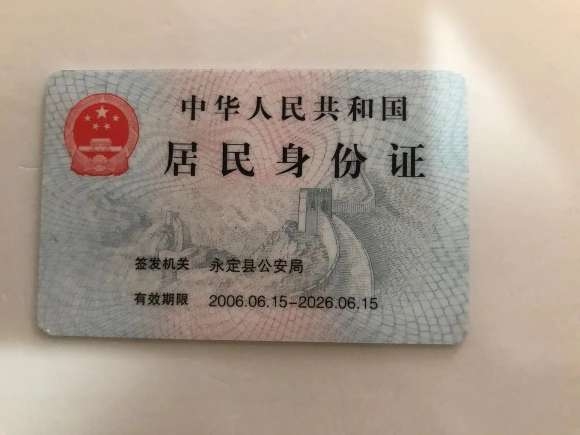 中华人民共和国
居民身份证
签发机关 永定县公安局
有效期限 2006.06.15-2026.06.15